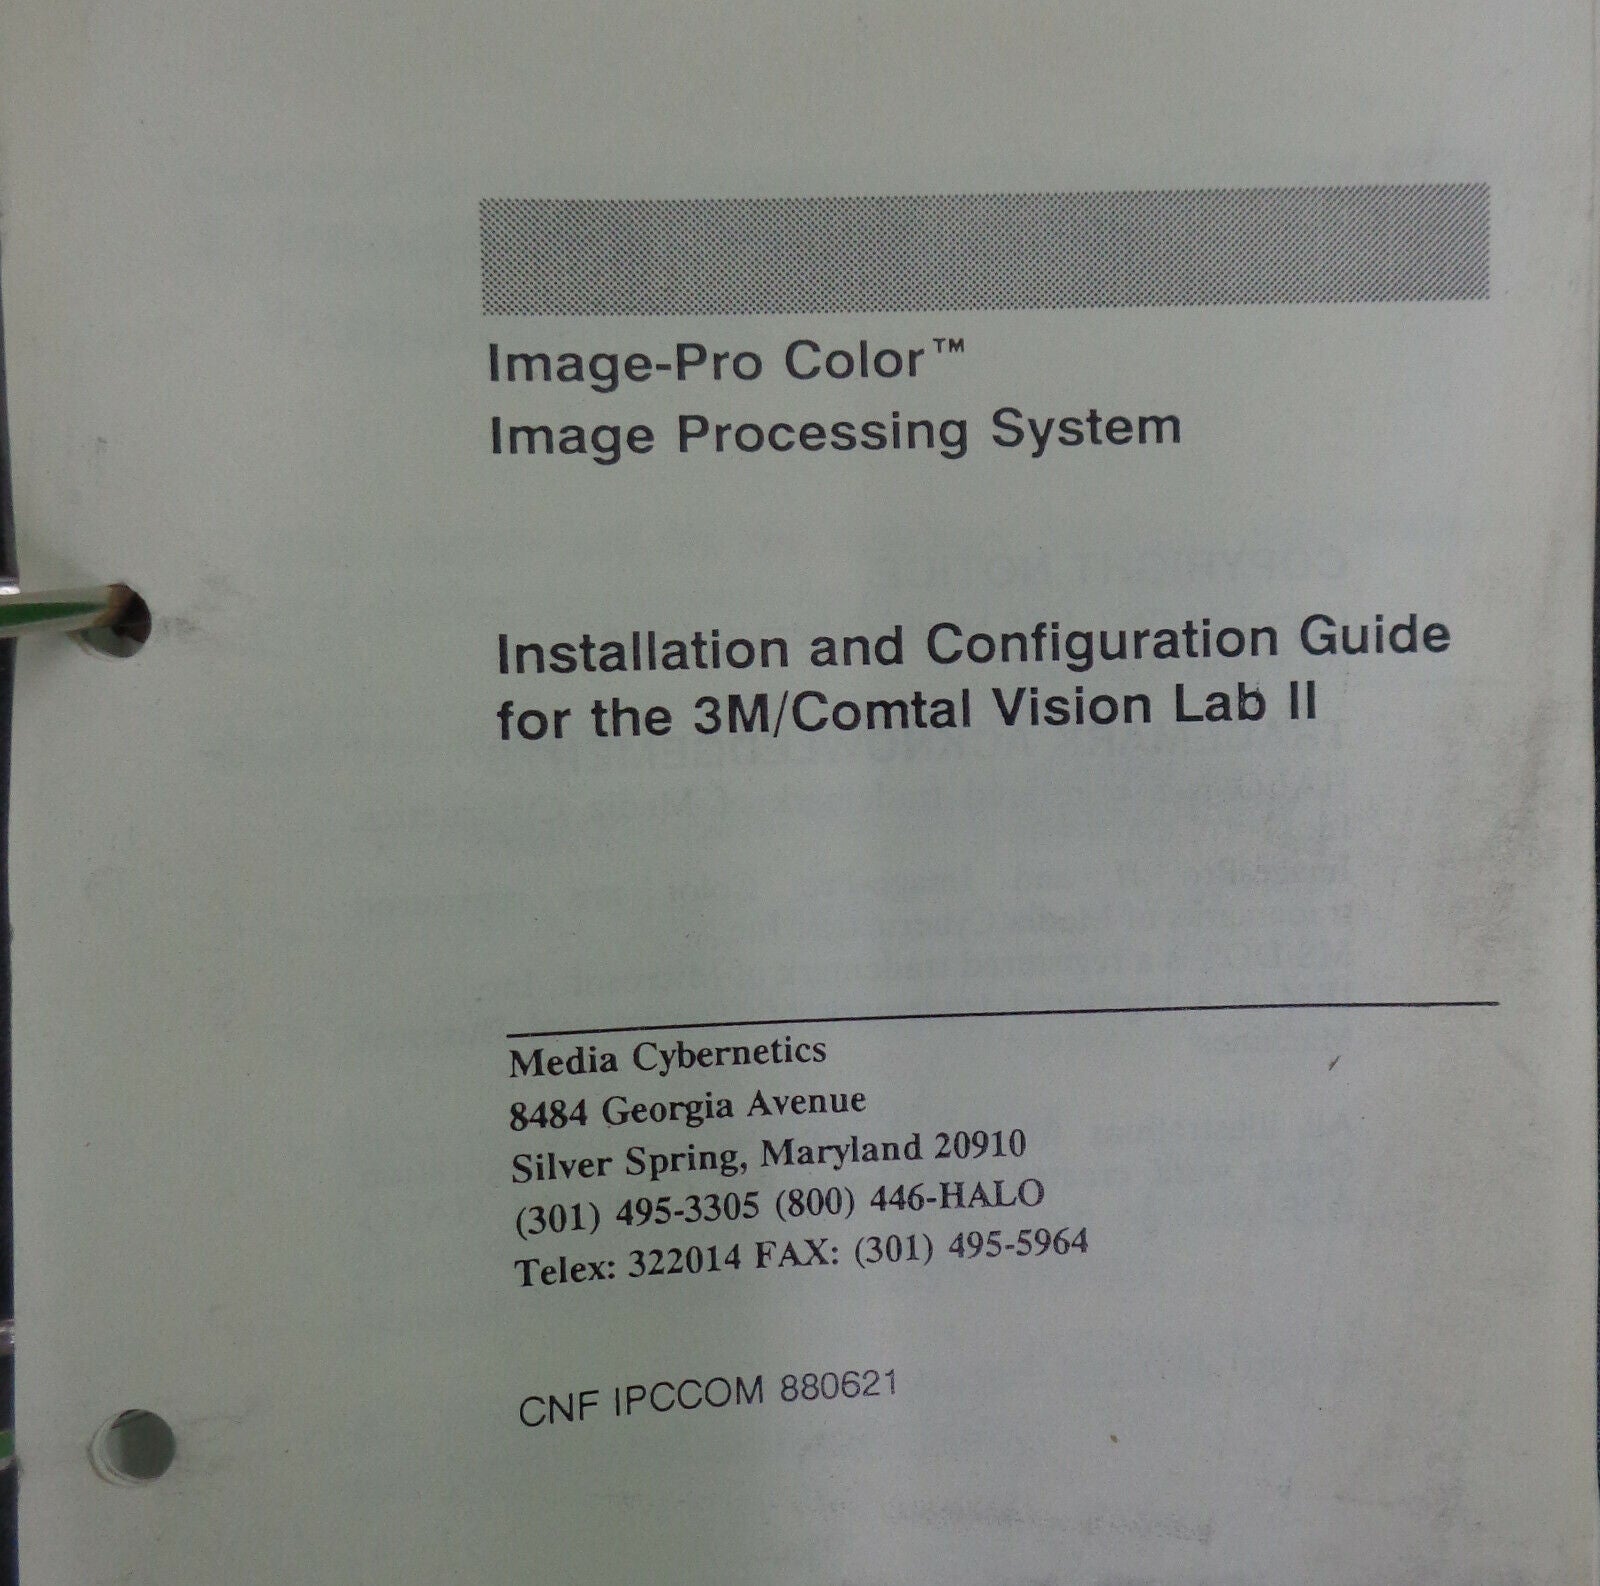 Image-Pro Color™
Image Processing System
Installation and Configuration Guide
for the 3M/Comtal Vision Lab II
Media Cybernetics
8484 Georgia Avenue
Silver Spring, Maryland 20910
(301) 495-3305 (800) 446-HALO
Telex: 322014 FAX: (301) 495-5964
CNF IPCCOM 880621